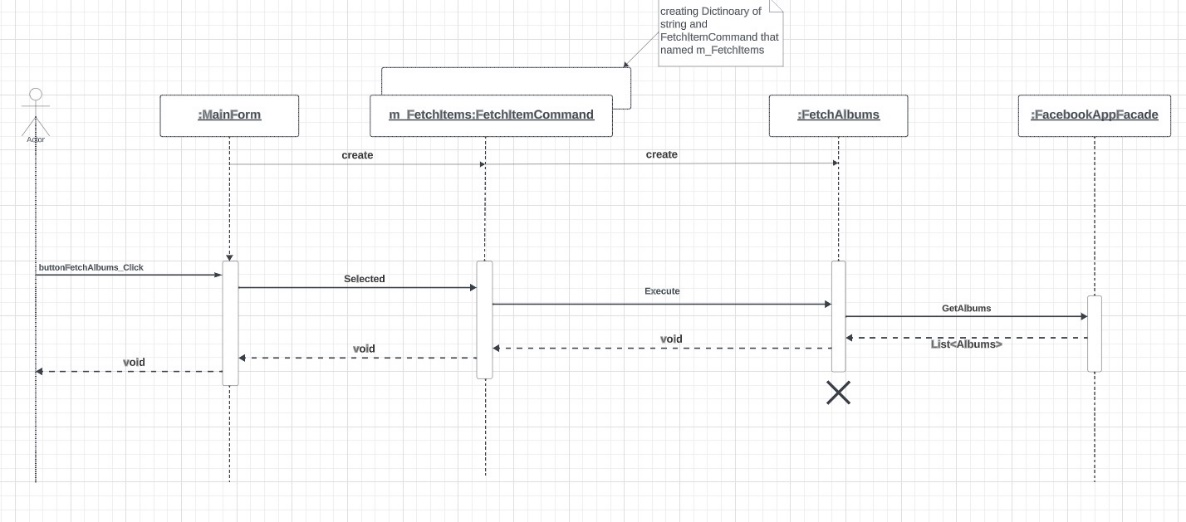 creating Dictinoary of
string and
FetchItemCommand that
named m_FetchItems
Actor
:MainForm
m_FetchItems:FetchItemCommand
:FetchAlbums
:FacebookAppFacade
create
create
buttonFetchAlbums_Click
Selected
Execute
GetAlbums
List<Albums>
void
void
void